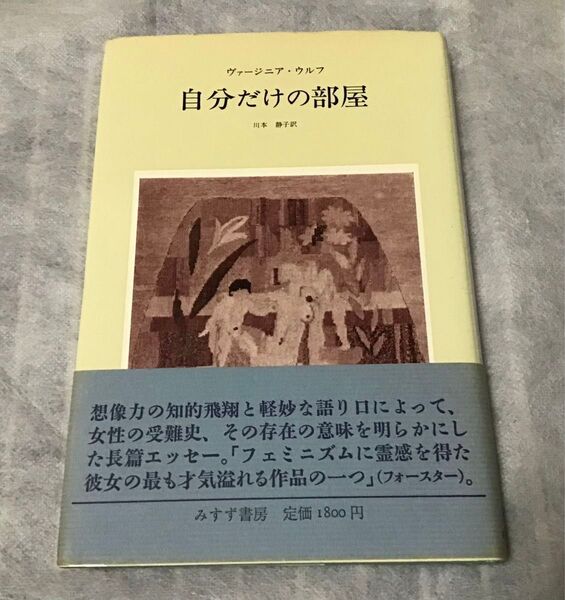 ヴァージニア・ウルフ
自分だけの部屋
川本 静子訳
想像力の知的飛翔と軽妙な語り口によって、
女性の受難史、その存在の意味を明らかにし
た長篇エッセー。「フェミニズムに霊感を得た
彼女の最も才気溢れる作品の一つ」(フォースター)。
みすず書房 定価1800円